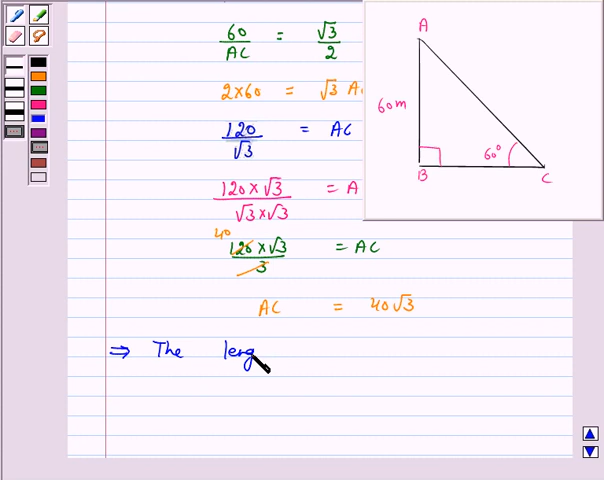 60/AC = √3/2
2×60 = √3 A
120/√3 = AC
120×√3/√3×√3 = A
40
120×√3/3 = AC
AC = 40√3
⇒ The leng
A
60m
60°
B
C